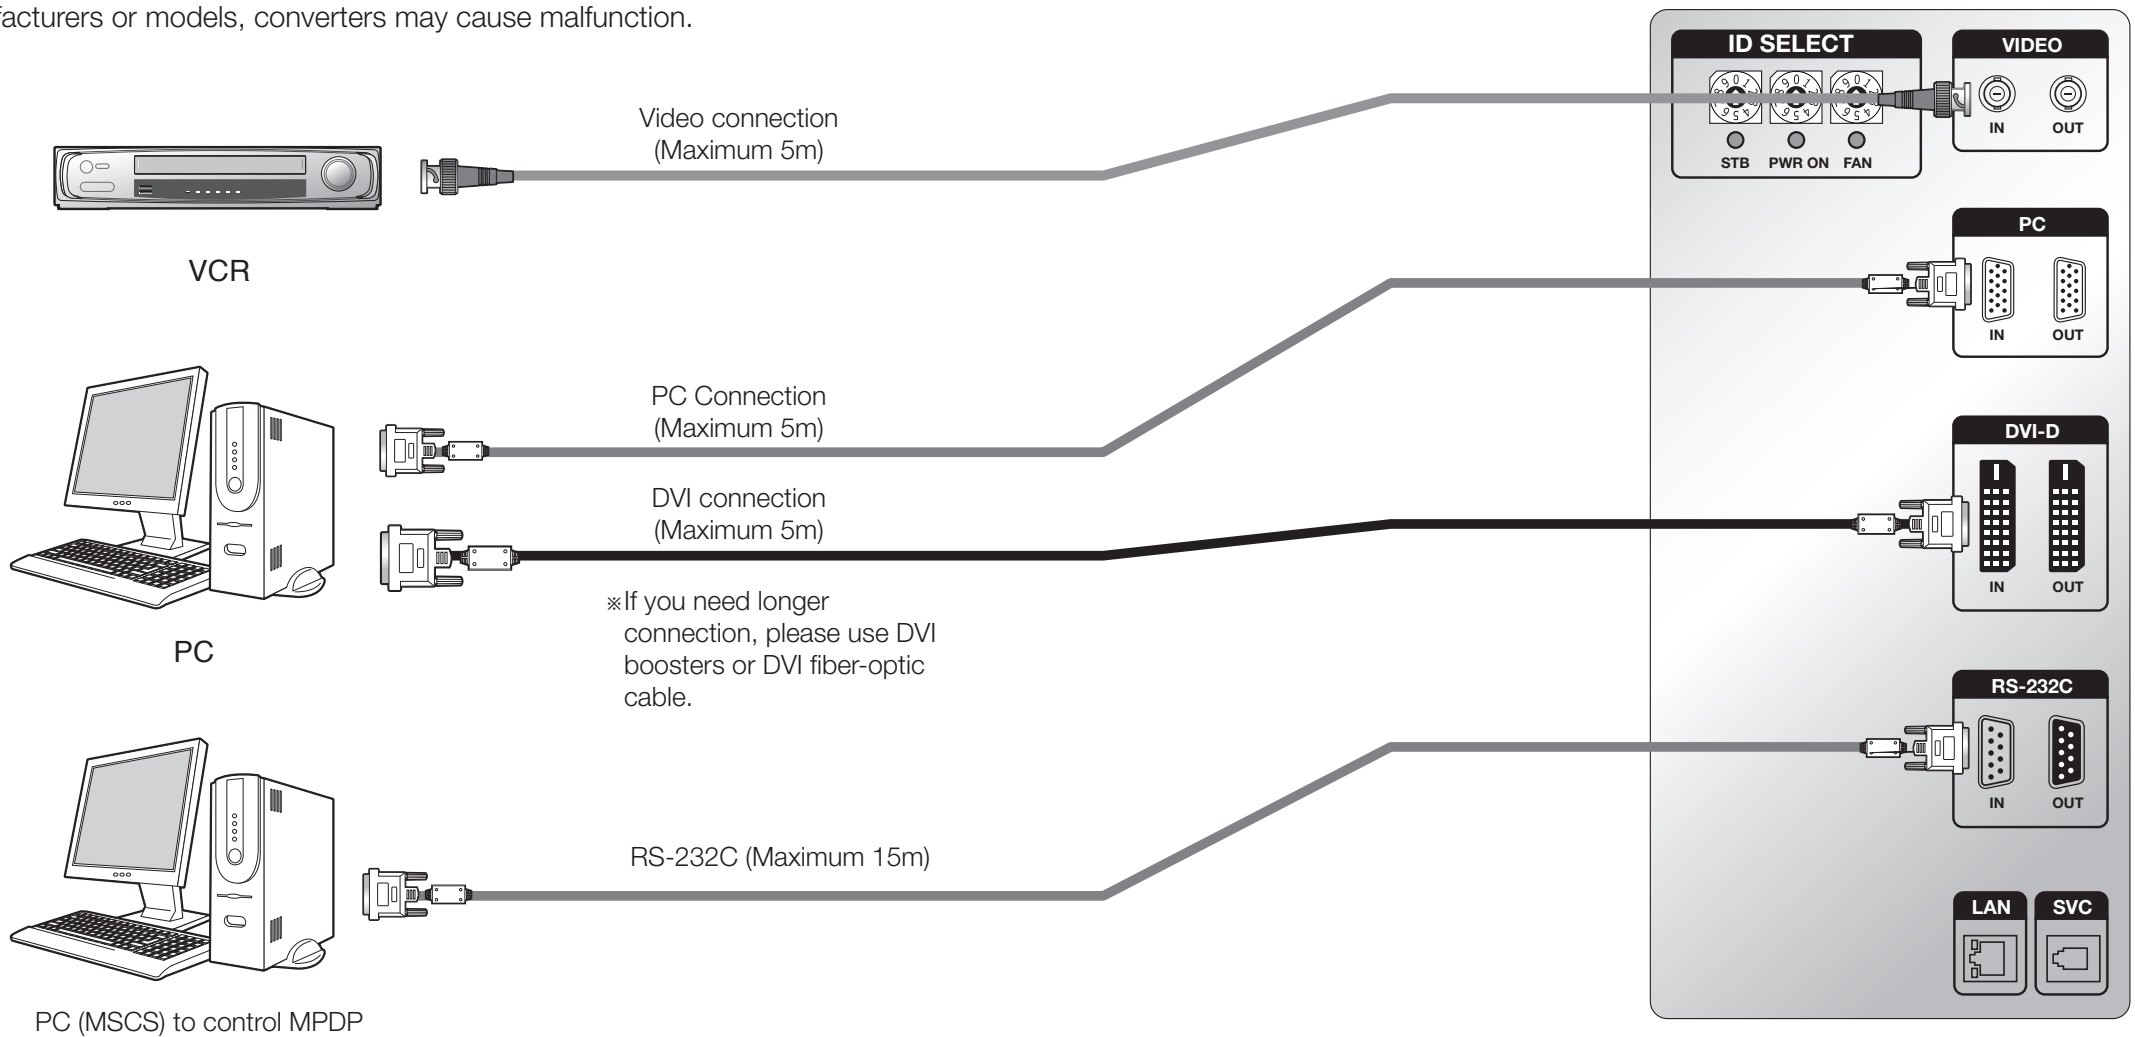 facturers or models, converters may cause malfunction.
ID SELECT
STB PWR ON FAN
VIDEO
IN OUT
Video connection
(Maximum 5m)
VCR
PC
IN OUT
PC Connection
(Maximum 5m)
DVI-D
IN OUT
DVI connection
(Maximum 5m)
※If you need longer
connection, please use DVI
boosters or DVI fiber-optic
cable.
PC
RS-232C
IN OUT
RS-232C (Maximum 15m)
LAN SVC
PC (MSCS) to control MPDP